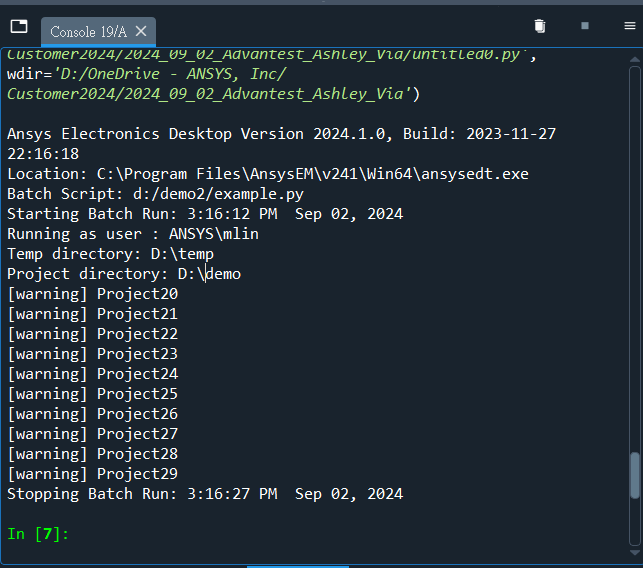 Console 19/A
Customer2024/2024_09_02_Advantest_Ashley_Via/untitled0.py',
wdir='D:/OneDrive - ANSYS, Inc/
Customer2024/2024_09_02_Advantest_Ashley_Via')
Ansys Electronics Desktop Version 2024.1.0, Build: 2023-11-27
22:16:18
Location: C:\Program Files\AnsysEM\v241\Win64\ansysedt.exe
Batch Script: d:/demo2/example.py
Starting Batch Run: 3:16:12 PM  Sep 02, 2024
Running as user : ANSYS\mlin
Temp directory: D:\temp
Project directory: D:\demo
[warning] Project20
[warning] Project21
[warning] Project22
[warning] Project23
[warning] Project24
[warning] Project25
[warning] Project26
[warning] Project27
[warning] Project28
[warning] Project29
Stopping Batch Run: 3:16:27 PM  Sep 02, 2024
In [7]: